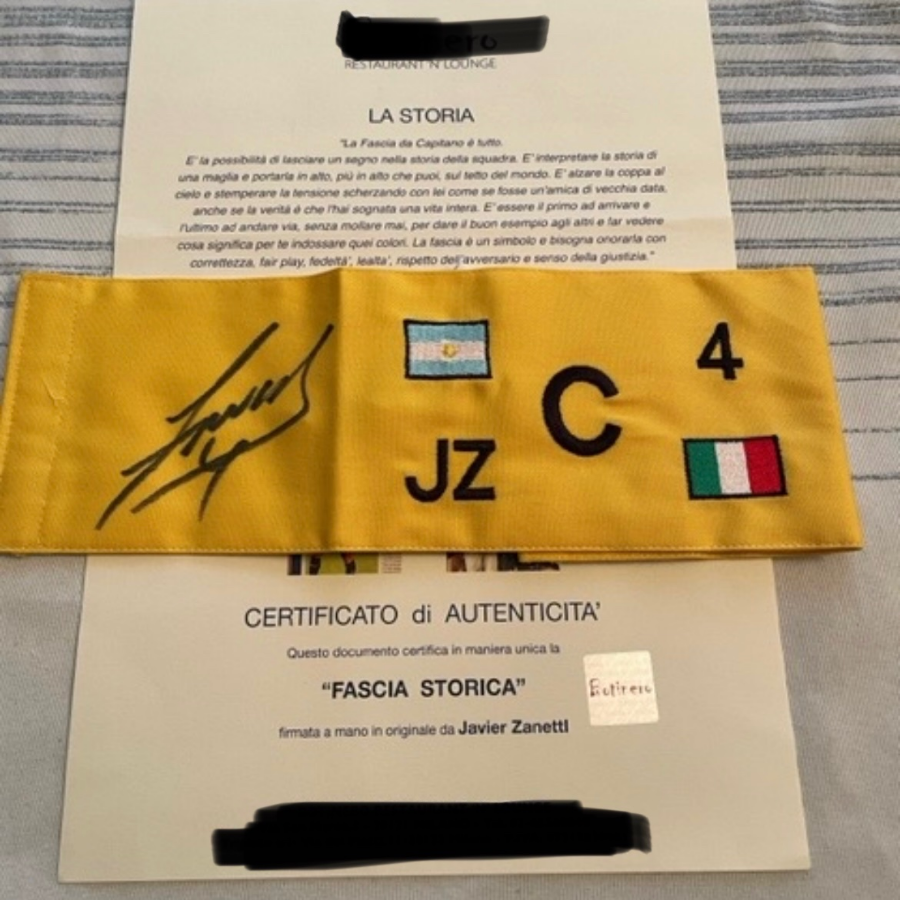 RESTAURANT 'N LOUNGE
LA STORIA
"La Fascia da Capitano è tutto.
E' la possibilità di lasciare un segno nella storia della squadra. E' interpretare la storia di
una maglia e portarla in alto, più in alto che puoi, sul tetto del mondo. E' alzare la coppa al
cielo e stemperare la tensione scherzando con lei come se fosse un'amica di vecchia data,
anche se la verità è che l'hai sognata una vita intera. E' essere il primo ad arrivare e
l'ultimo ad andare via, senza mollare mai, per dare il buon esempio agli altri e far vedere
cosa significa per te indossare quei colori. La fascia è un simbolo e bisogna onorarla con
correttezza, fair play, fedeltà', lealta', rispetto dell'avversario e senso della giustizia."
4
C
JZ
CERTIFICATO di AUTENTICITA'
Questo documento certifica in maniera unica la
"FASCIA STORICA"
Botinero
firmata a mano in originale da Javier Zanetti